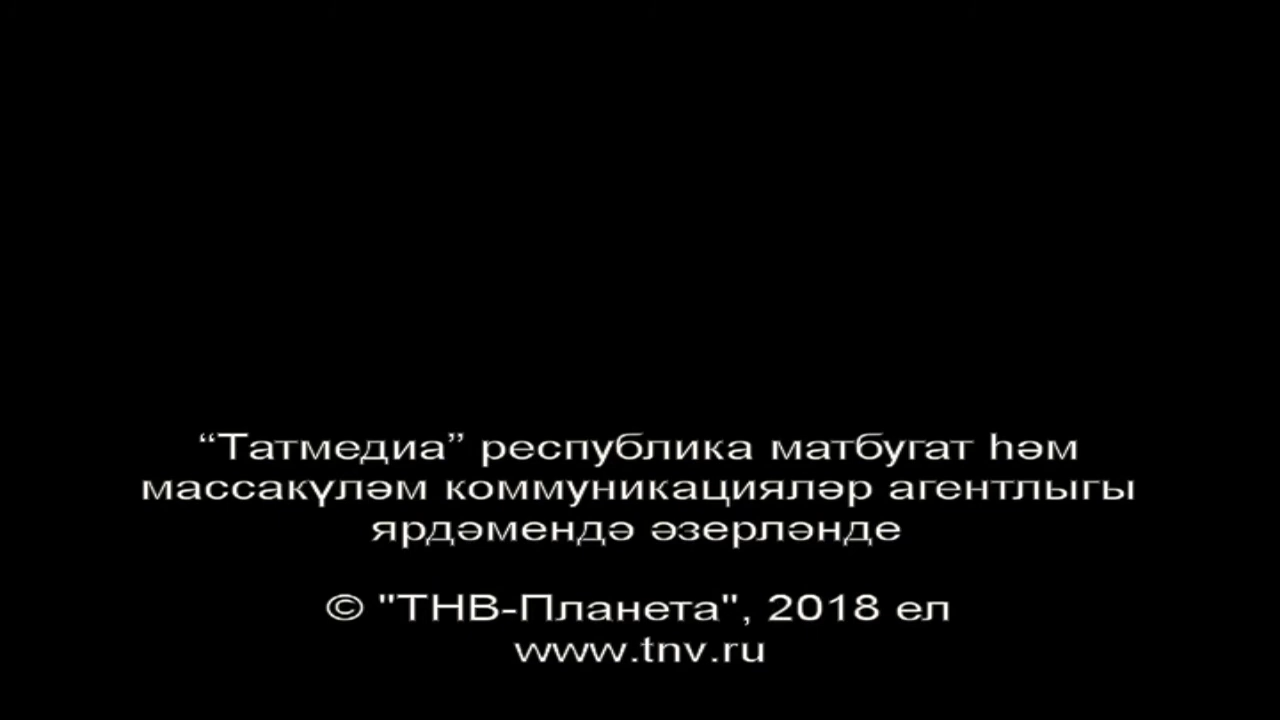 “Татмедиа” республика матбугат һәм
массакүләм коммуникацияләр агентлыгы
ярдәмендә әзерләнде
© "ТНВ-Планета", 2018 ел
www.tnv.ru